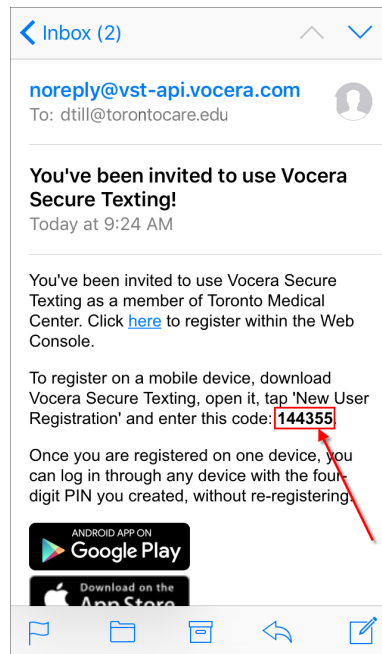 Inbox (2)
noreply@vst-api.vocera.com
To: dtill@torontocare.edu
You've been invited to use Vocera
Secure Texting!
Today at 9:24 AM
You've been invited to use Vocera Secure
Texting as a member of Toronto Medical
Center. Click here to register within the Web
Console.
To register on a mobile device, download
Vocera Secure Texting, open it, tap 'New User
Registration' and enter this code: 144355
Once you are registered on one device, you
can log in through any device with the four-
digit PIN you created, without re-registering.
ANDROID APP ON
Google Play
Download on the
App Store